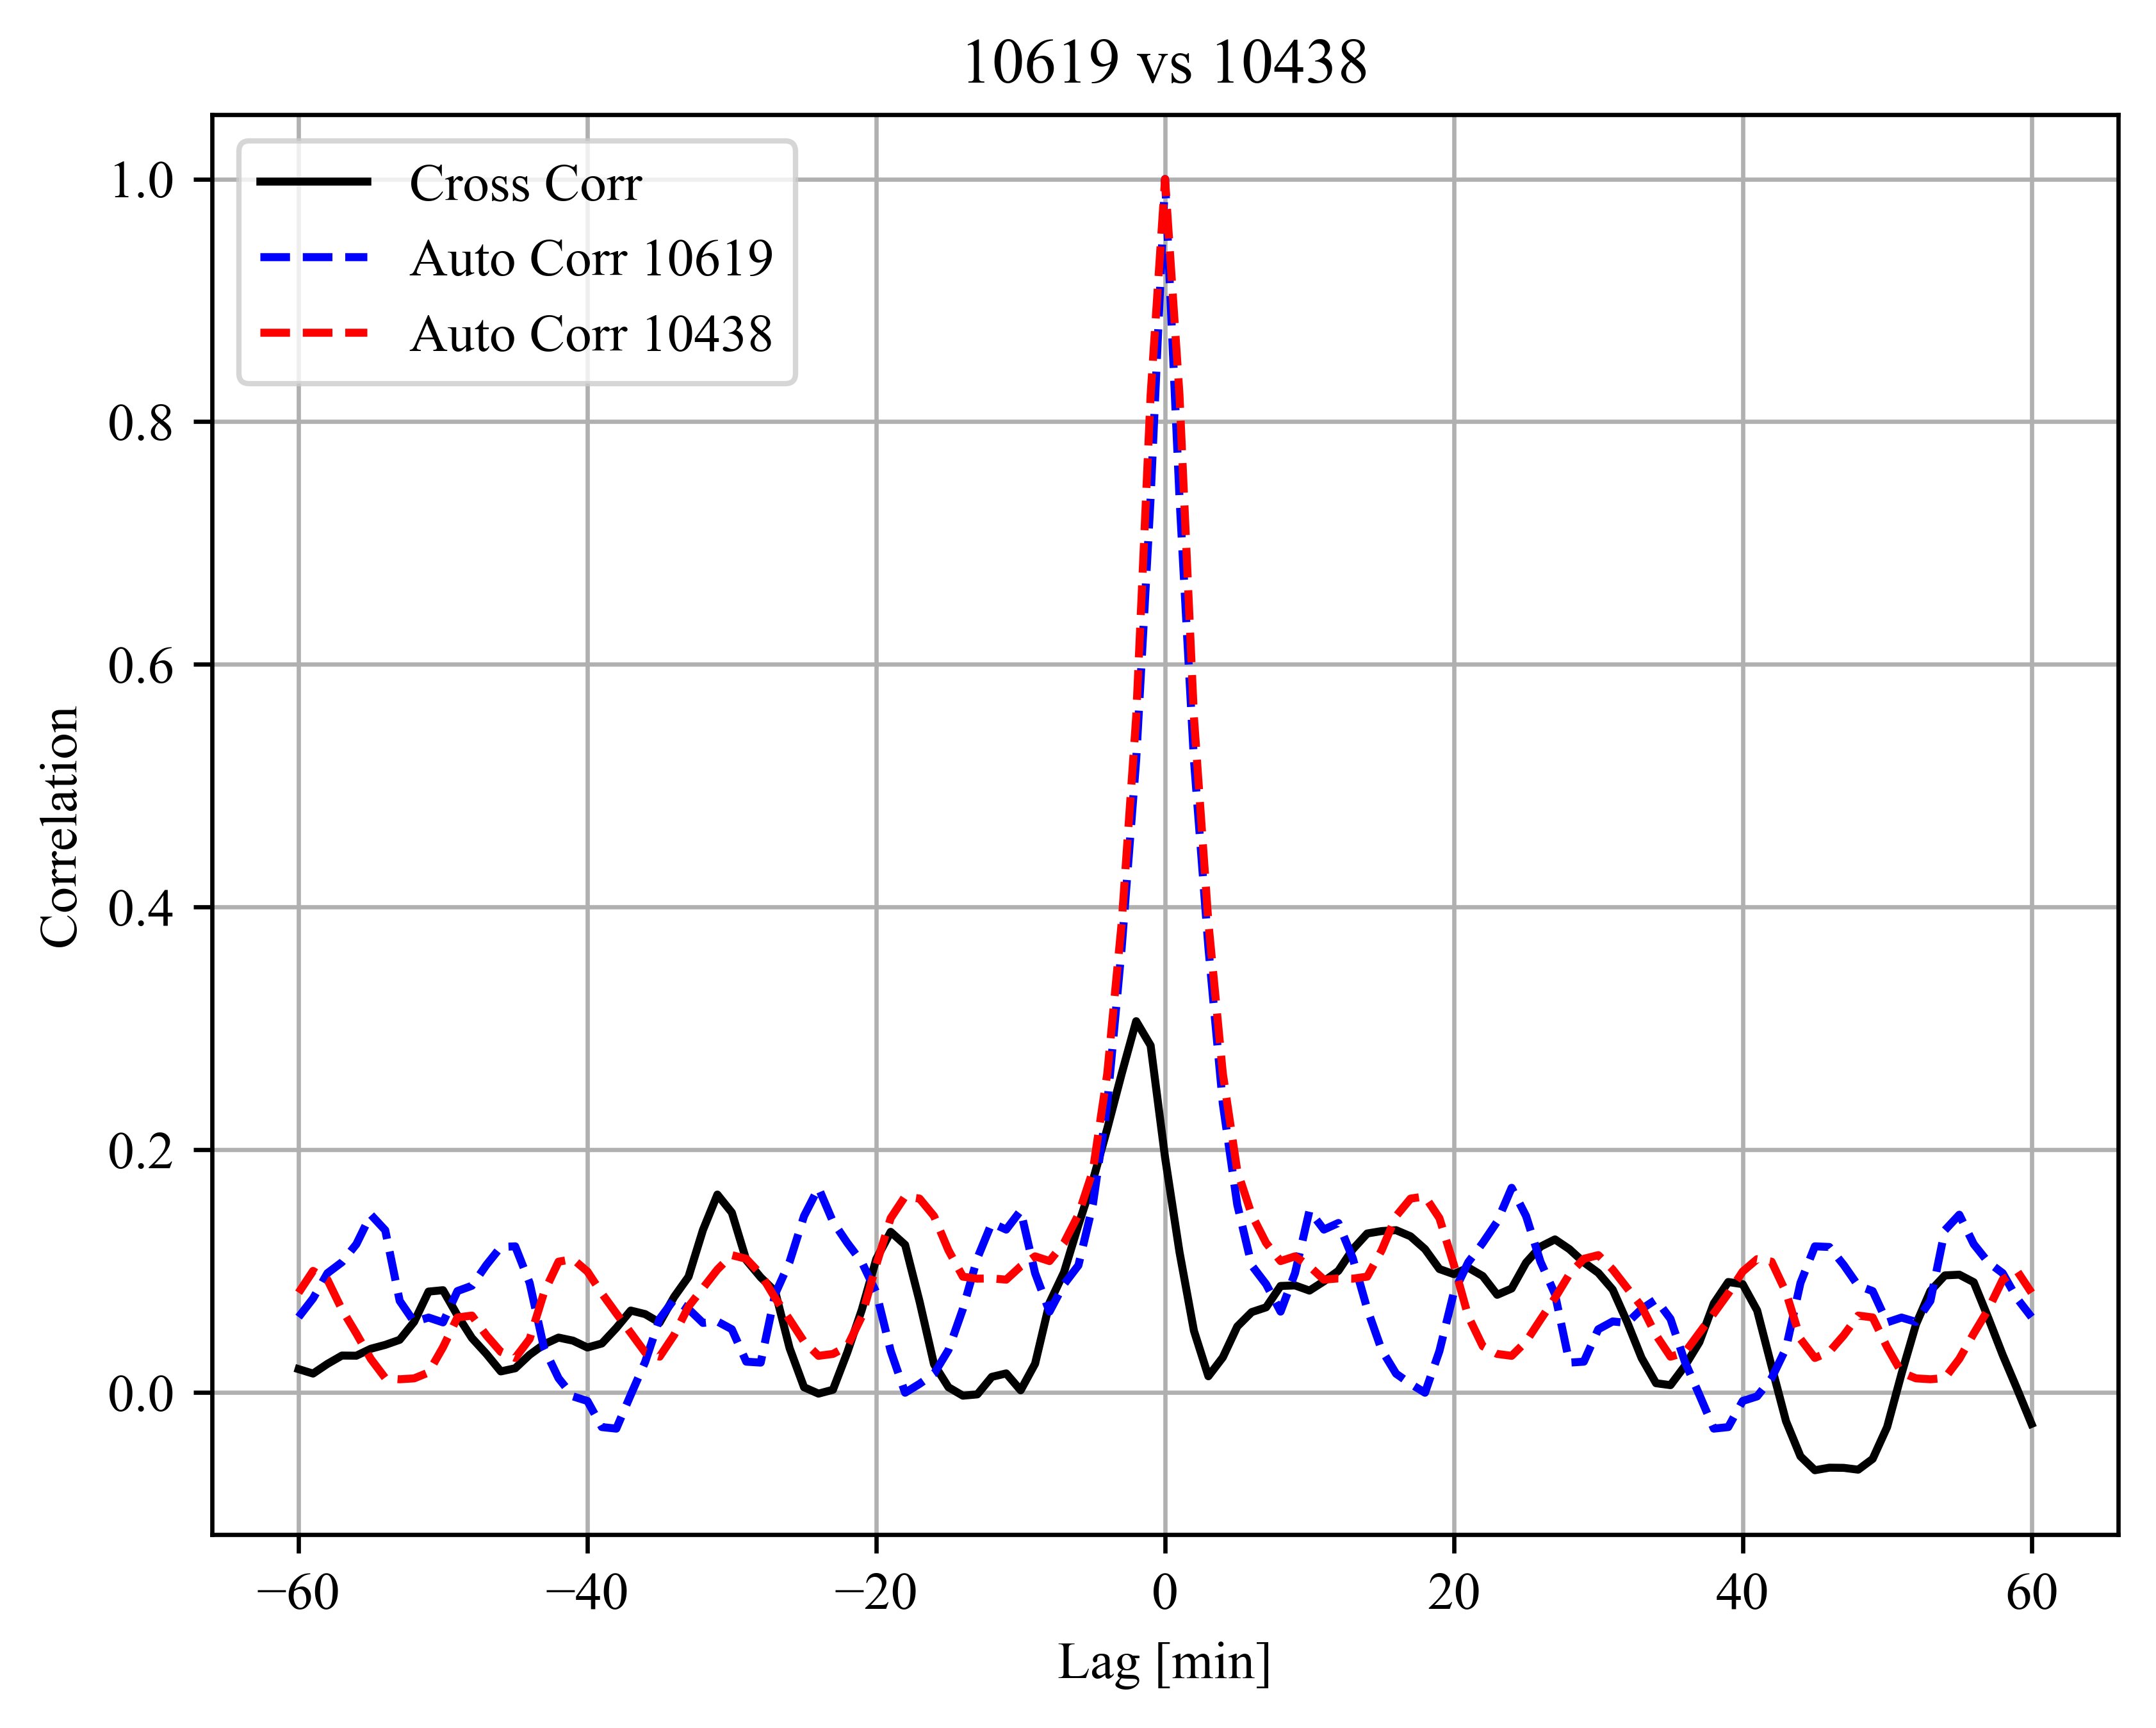 10619 vs 10438
Cross Corr
Auto Corr 10619
Auto Corr 10438
1.0
0.8
0.6
0.4
0.2
0.0
Correlation
−60 −40 −20 0 20 40 60
Lag [min]